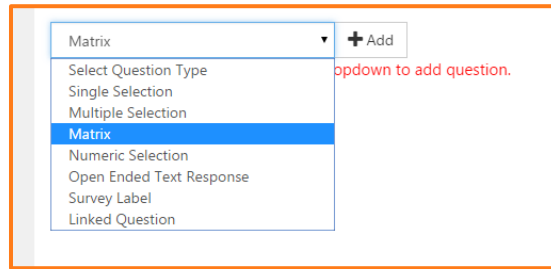 Matrix
Add
Select Question Type
opdown to add question.
Single Selection
Multiple Selection
Matrix
Numeric Selection
Open Ended Text Response
Survey Label
Linked Question